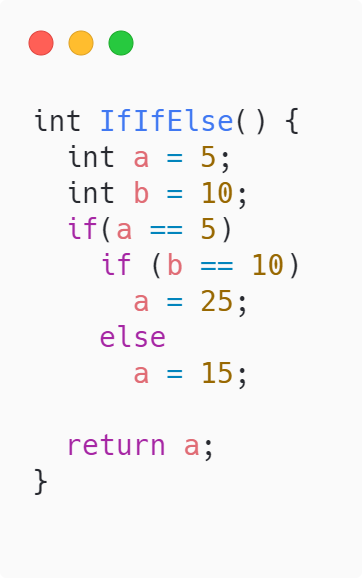 int IfIfElse() {
  int a = 5;
  int b = 10;
  if(a == 5)
    if (b == 10)
      a = 25;
    else
      a = 15;

  return a;
}